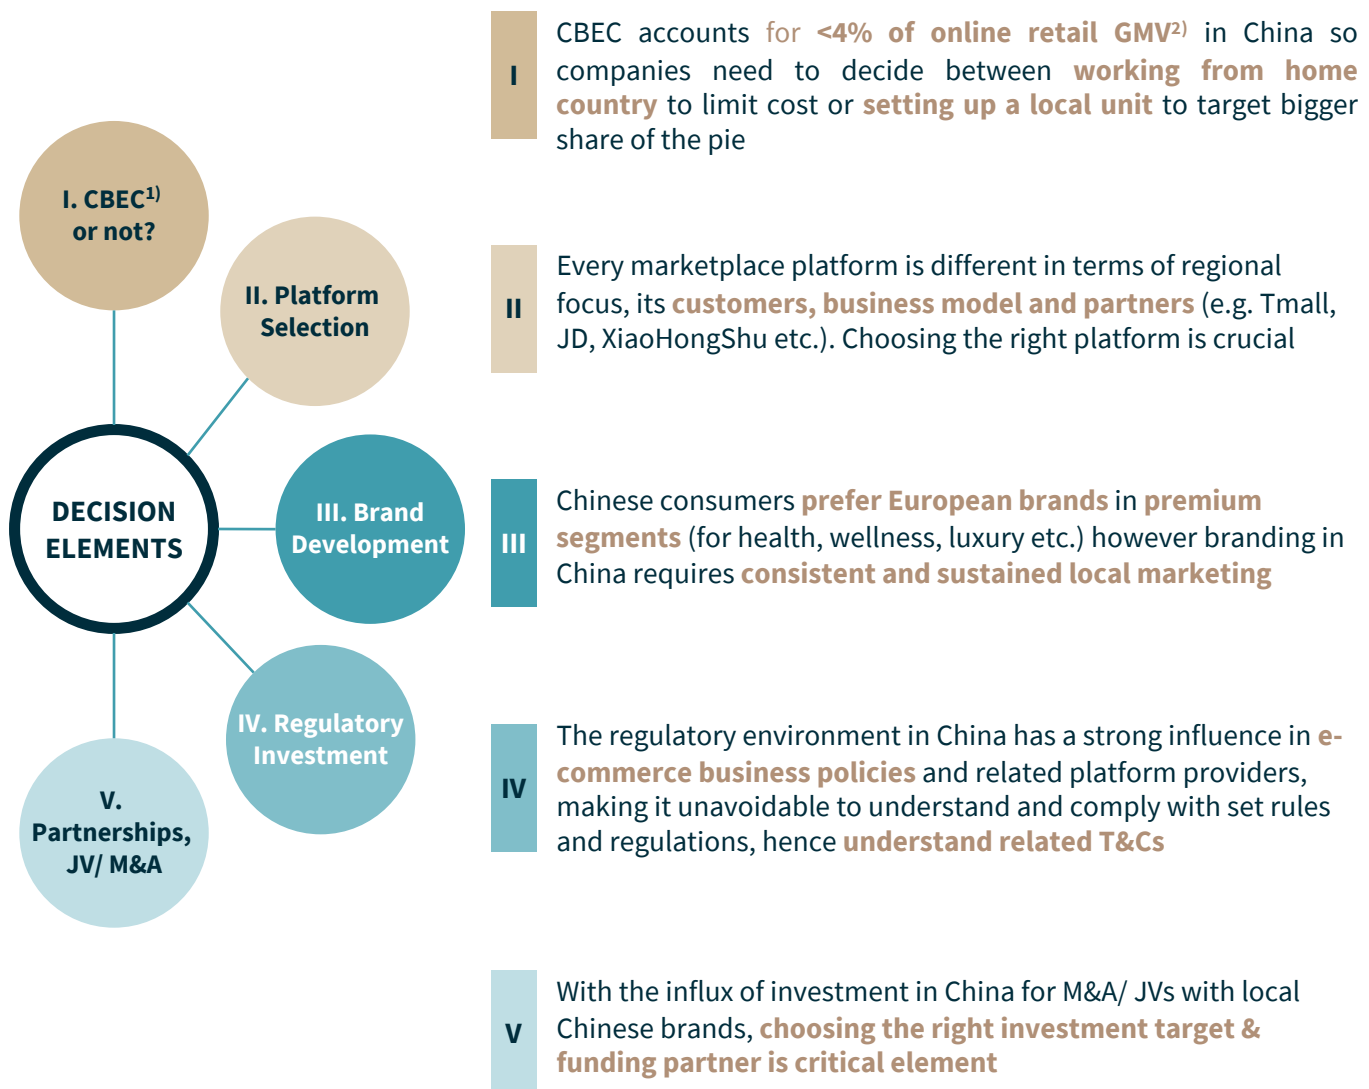 I
CBEC accounts for <4% of online retail GMV2) in China so
companies need to decide between working from home
country to limit cost or setting up a local unit to target bigger
share of the pie
I. CBEC1)
or not?
II. Platform
Selection
II
Every marketplace platform is different in terms of regional
focus, its customers, business model and partners (e.g. Tmall,
JD, XiaoHongShu etc.). Choosing the right platform is crucial
DECISION
ELEMENTS
III. Brand
Development
III
Chinese consumers prefer European brands in premium
segments (for health, wellness, luxury etc.) however branding in
China requires consistent and sustained local marketing
IV. Regulatory
Investment
IV
The regulatory environment in China has a strong influence in e-
commerce business policies and related platform providers,
making it unavoidable to understand and comply with set rules
and regulations, hence understand related T&Cs
V.
Partnerships,
JV/ M&A
V
With the influx of investment in China for M&A/ JVs with local
Chinese brands, choosing the right investment target &
funding partner is critical element